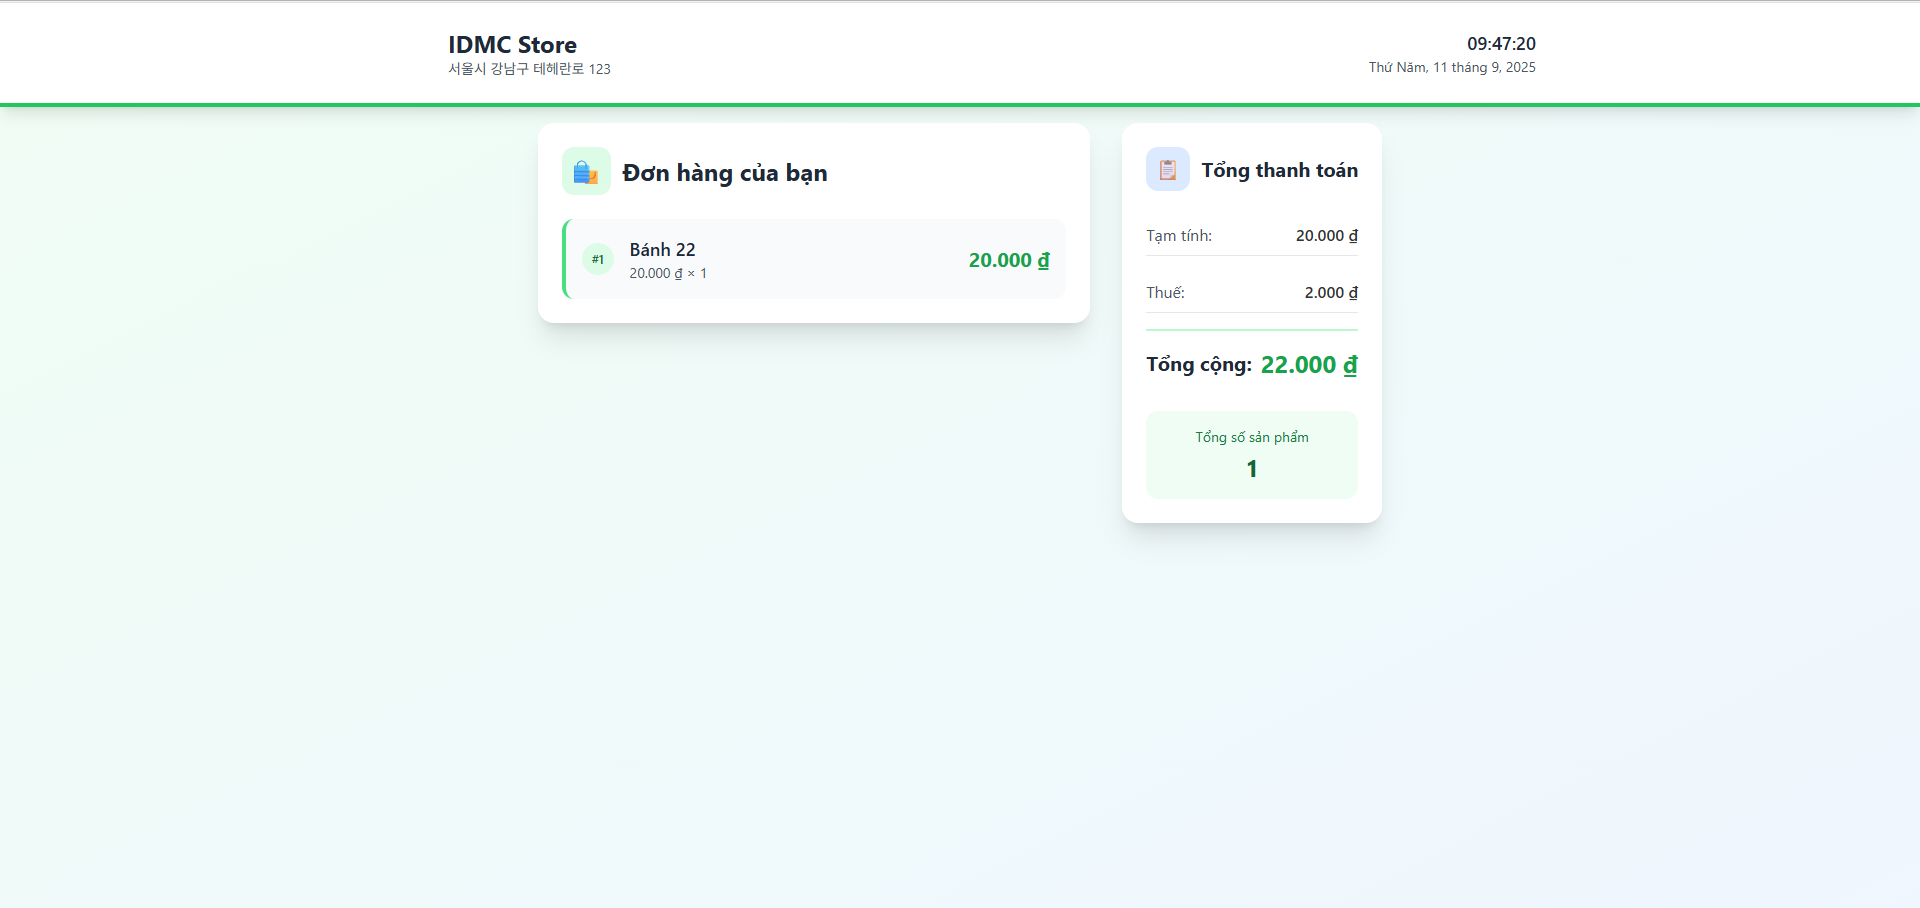 IDMC Store
서울시 강남구 테헤란로 123
09:47:20
Thứ Năm, 11 tháng 9, 2025
Đơn hàng của bạn
#1
Bánh 22
20.000 ₫ × 1
20.000 ₫
Tổng thanh toán
Tạm tính: 20.000 ₫
Thuế: 2.000 ₫
Tổng cộng: 22.000 ₫
Tổng số sản phẩm
1